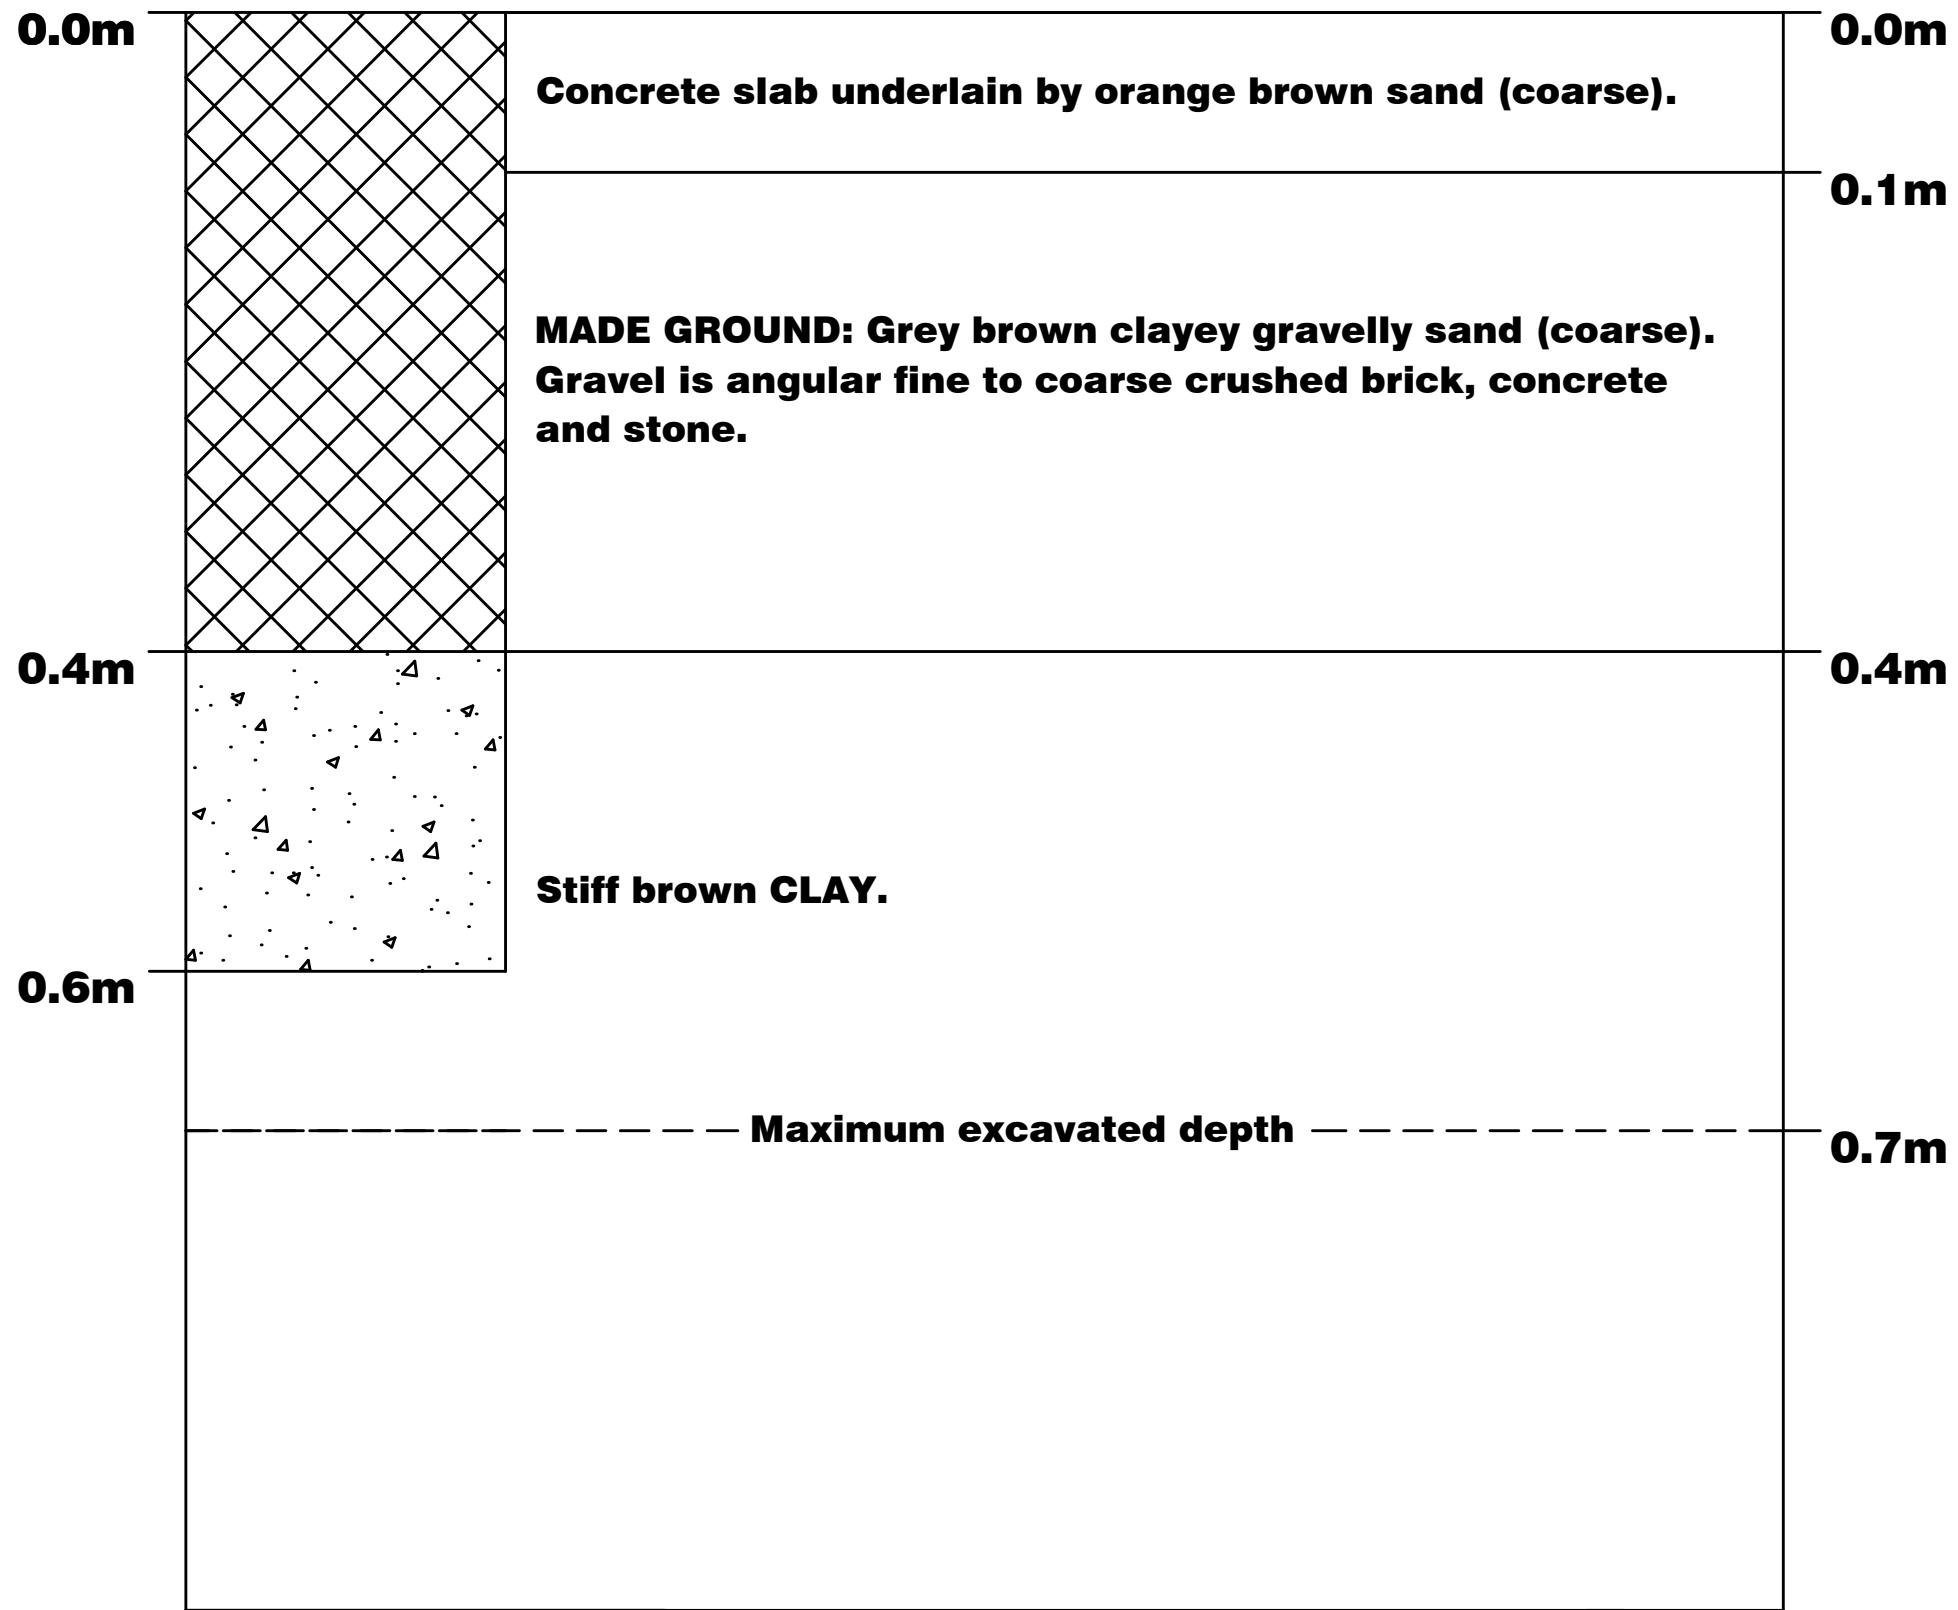 0.0m
0.0m
Concrete slab underlain by orange brown sand (coarse).
0.1m
MADE GROUND: Grey brown clayey gravelly sand (coarse).
Gravel is angular fine to coarse crushed brick, concrete
and stone.
0.4m
0.4m
Stiff brown CLAY.
0.6m
Maximum excavated depth
0.7m